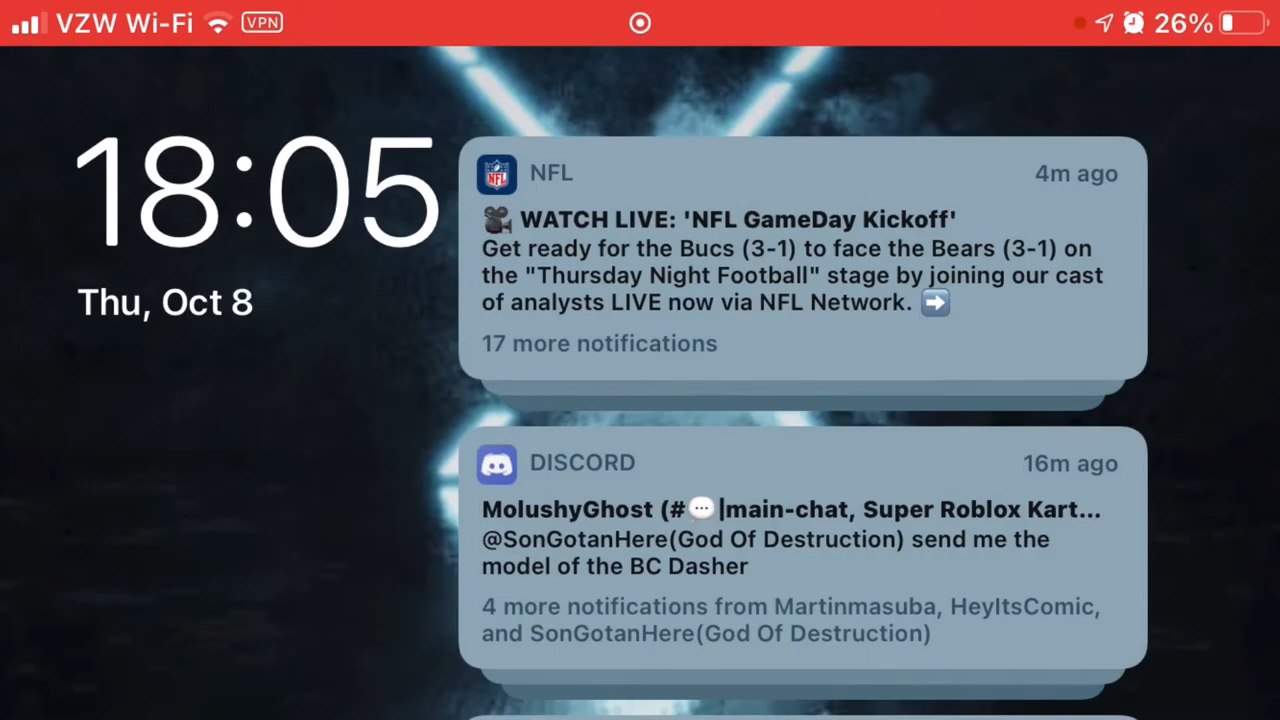 VZW Wi-Fi VPN 26%
18:05
Thu, Oct 8
NFL 4m ago
🎥 WATCH LIVE: 'NFL GameDay Kickoff'
Get ready for the Bucs (3-1) to face the Bears (3-1) on
the "Thursday Night Football" stage by joining our cast
of analysts LIVE now via NFL Network. ➡️
17 more notifications
DISCORD 16m ago
MolushyGhost (#💬|main-chat, Super Roblox Kart...
@SonGotanHere(God Of Destruction) send me the
model of the BC Dasher
4 more notifications from Martinmasuba, HeyItsComic,
and SonGotanHere(God Of Destruction)